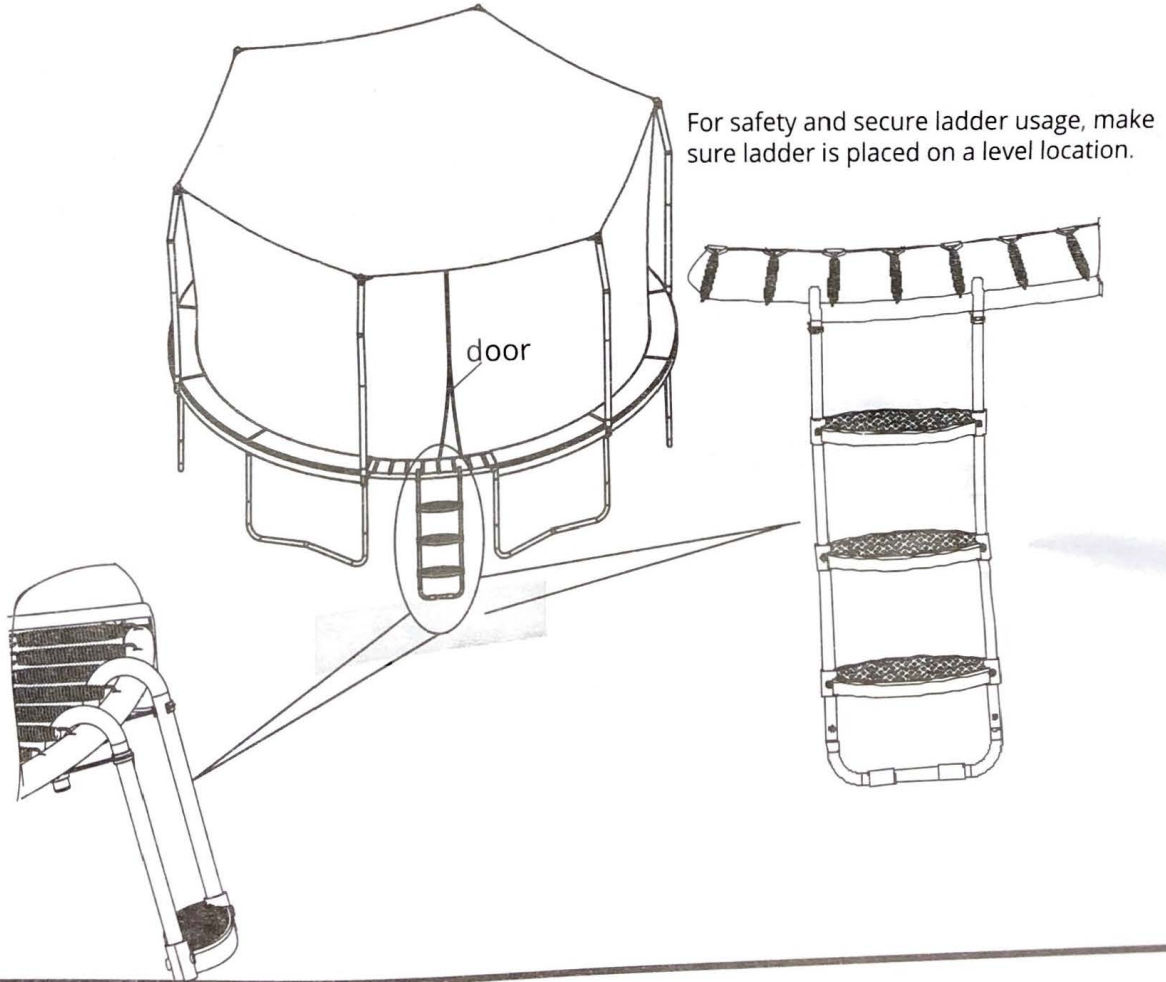 For safety and secure ladder usage, make
sure ladder is placed on a level location.
door